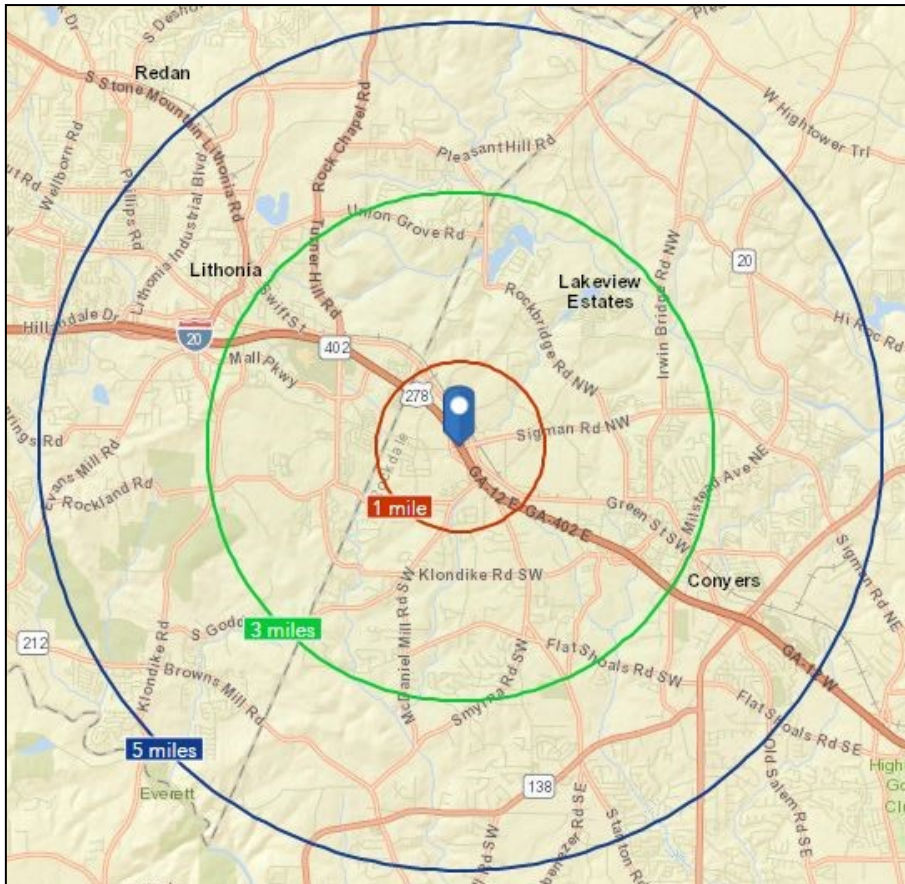 S Desho
Redan
S Stone Mountain Lithonia Rd
Wellborn Rd
Phillips Rd
Lithonia Industrial Blvd
Rock Chapel Rd
Turner Hill Rd
Pleasant Hill Rd
W Hightower Trl
Union Grove Rd
Lithonia
Swift St
Lakeview
Estates
20
Irwin Bridge Rd NW
Rockbridge Rd NW
Hi Roc Rd
Hillandale Dr
20
402
Mall Pkwy
278
Sigman Rd NW
Evans Mill Rd
Rockland Rd
1 mile
GA-12 E
GA-402 E
Green St SW
Milstead Ave NE
Sigman Rd NE
Conyers
Klondike Rd SW
McDaniel Mill Rd SW
S Godd
3 miles
212
Klondike Rd
Browns Mill Rd
Smyrna Rd SW
Flat Shoals Rd SW
GA-12 W
Flat Shoals Rd SE
Old Salem Rd SE
5 miles
Everett
138